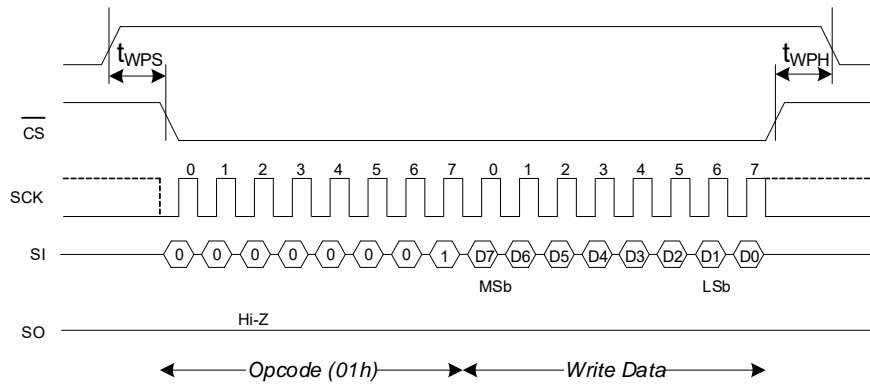 tWPS
tWPH
CS
0 1 2 3 4 5 6 7 0 1 2 3 4 5 6 7
SCK
SI 0 0 0 0 0 0 0 1 D7 D6 D5 D4 D3 D2 D1 D0
MSb LSb
Hi-Z
SO
Opcode (01h) Write Data